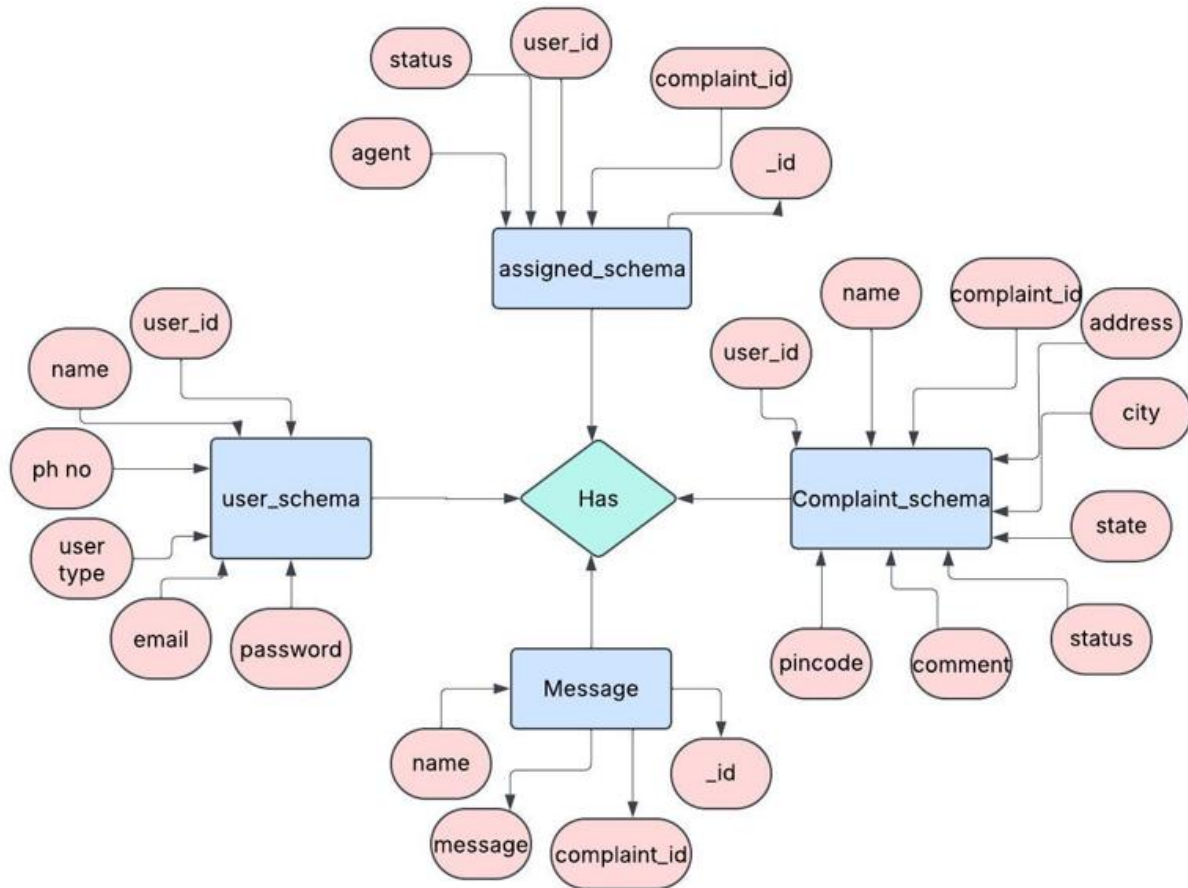 user_id
status
complaint_id
agent
_id
assigned_schema
name
complaint_id
user_id
address
user_id
name
city
ph no
user_schema
Has
Complaint_schema
state
user
type
email
password
Message
pincode
comment
status
name
_id
message
complaint_id